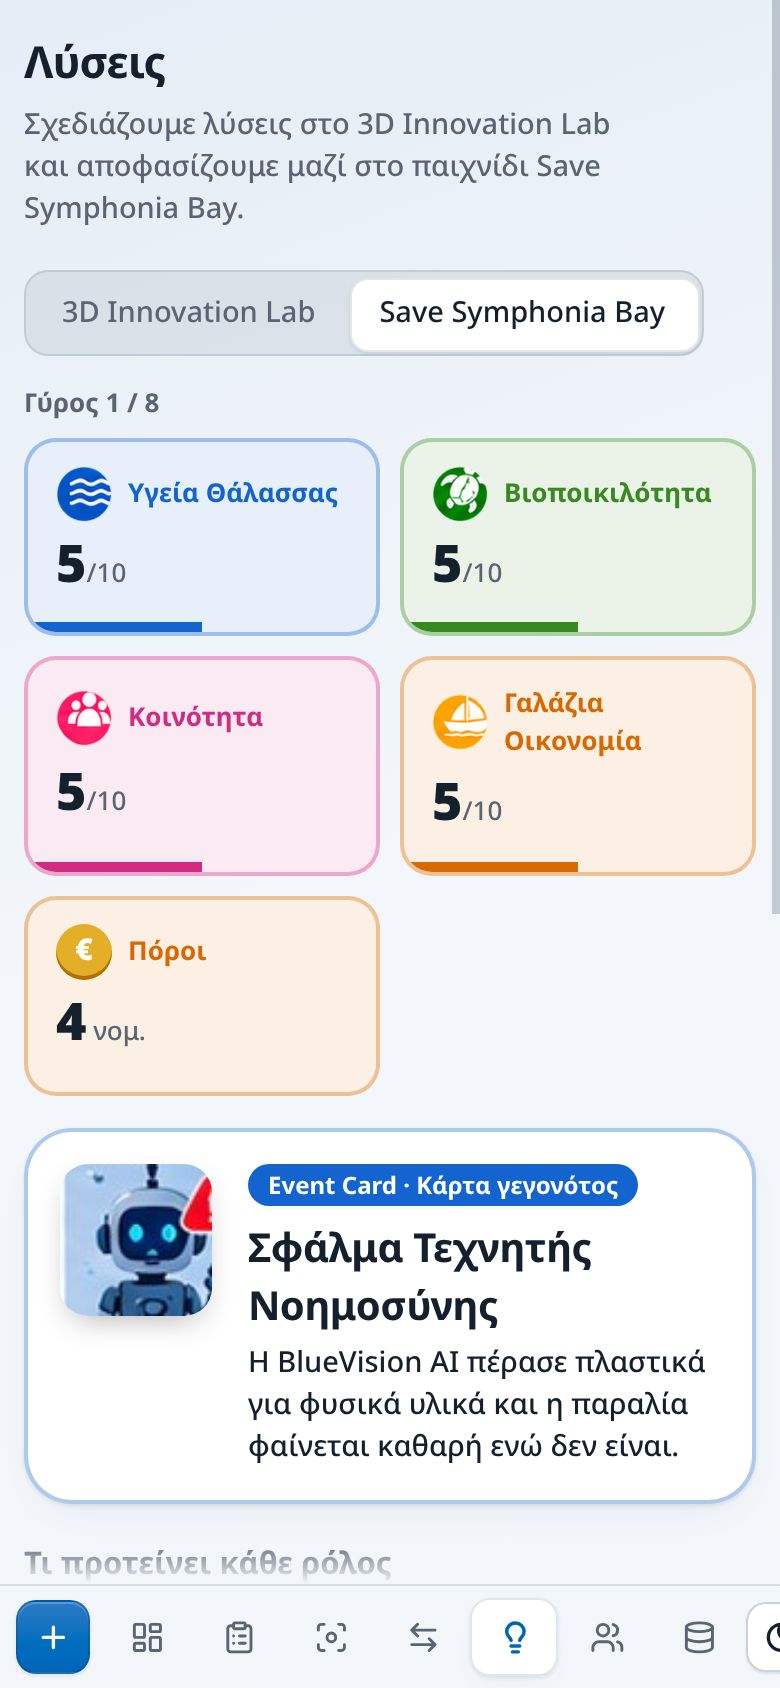 Λύσεις
Σχεδιάζουμε λύσεις στο 3D Innovation Lab
και αποφασίζουμε μαζί στο παιχνίδι Save
Symphonia Bay.
3D Innovation Lab
Save Symphonia Bay
Γύρος 1 / 8
Υγεία Θάλασσας
5/10
Βιοποικιλότητα
5/10
Κοινότητα
5/10
Γαλάζια
Οικονομία
5/10
€
Πόροι
4 νομ.
Event Card · Κάρτα γεγονότος
Σφάλμα Τεχνητής
Νοημοσύνης
Η BlueVision AI πέρασε πλαστικά
για φυσικά υλικά και η παραλία
φαίνεται καθαρή ενώ δεν είναι.
Τι προτείνει κάθε ρόλος